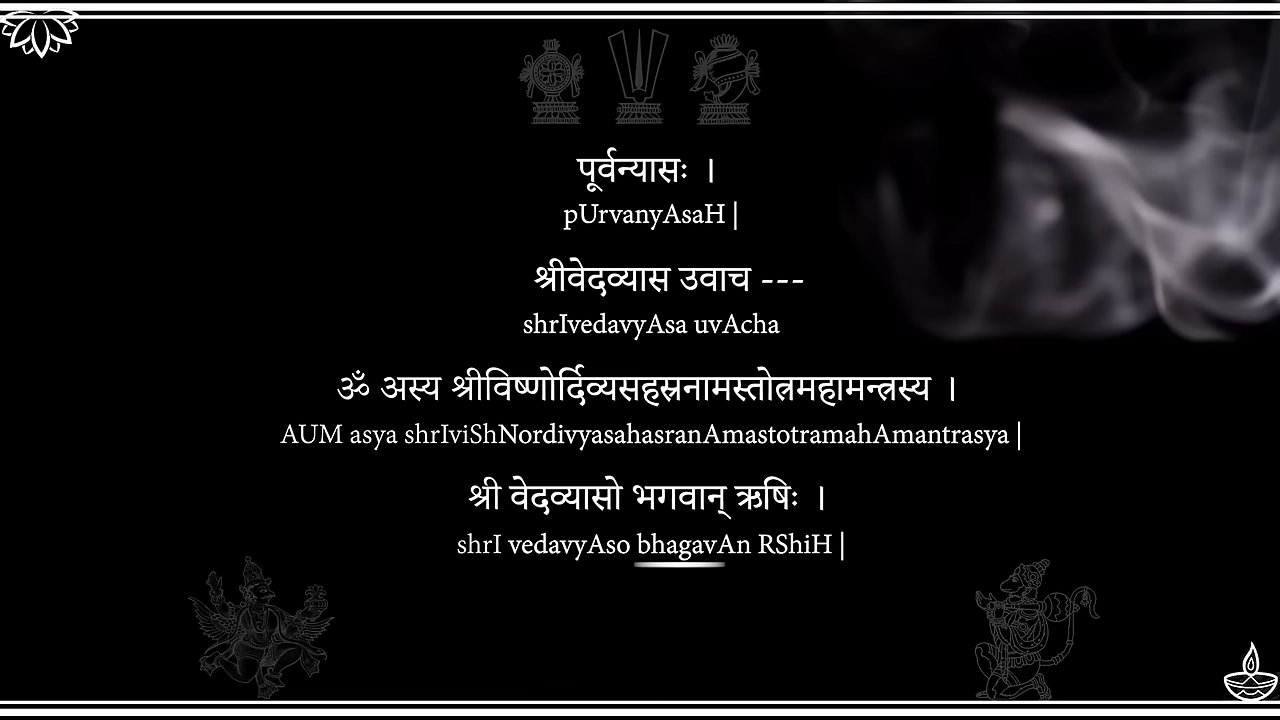 पूर्वन्यासः ।
pUrvanyAsaH |
श्रीवेदव्यास उवाच ---
shrIvedavyAsa uvAcha
ॐ अस्य श्रीविष्णोर्दिव्यसहस्रनामस्तोत्रमहामन्त्रस्य ।
AUM asya shrIviShNordivyasahasranAmastotramahAmantrasya |
श्री वेदव्यासो भगवान् ऋषिः ।
shrI vedavyAso bhagavAn RShiH |